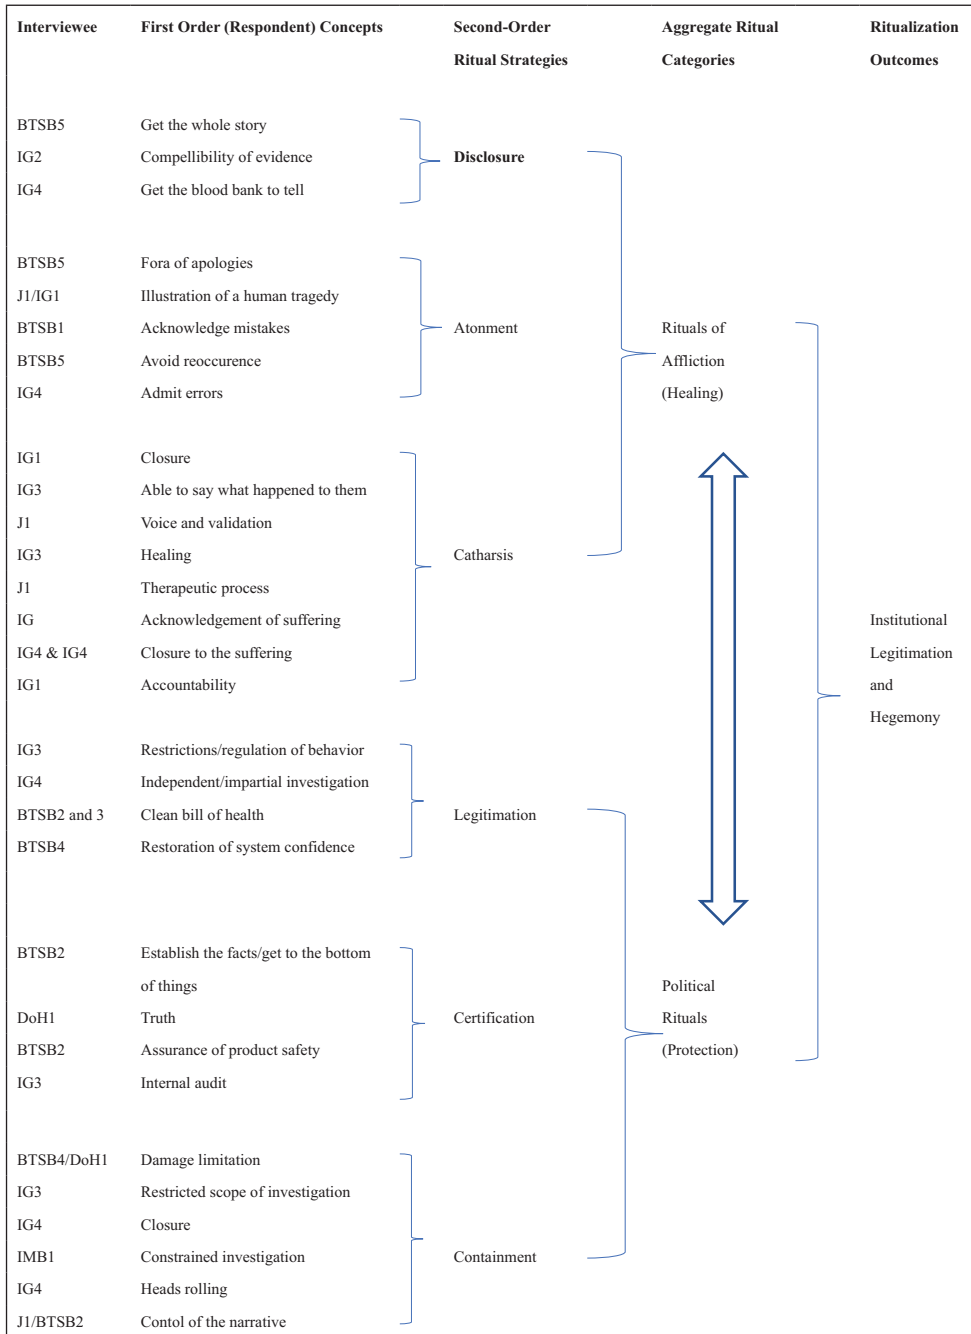 Interviewee First Order (Respondent) Concepts Second-Order Aggregate Ritual Ritualization
Ritual Strategies Categories Outcomes
BTSB5 Get the whole story
IG2 Compellibility of evidence Disclosure
IG4 Get the blood bank to tell
BTSB5 Fora of apologies
J1/IG1 Illustration of a human tragedy
BTSB1 Acknowledge mistakes Atonment Rituals of
BTSB5 Avoid reoccurence Affliction
IG4 Admit errors (Healing)
IG1 Closure
IG3 Able to say what happened to them
J1 Voice and validation
IG3 Healing Catharsis
J1 Therapeutic process
IG Acknowledgement of suffering Institutional
IG4 & IG4 Closure to the suffering Legitimation
IG1 Accountability and
Hegemony
IG3 Restrictions/regulation of behavior
IG4 Independent/impartial investigation
BTSB2 and 3 Clean bill of health Legitimation
BTSB4 Restoration of system confidence
BTSB2 Establish the facts/get to the bottom
of things Political
DoH1 Truth Certification Rituals
BTSB2 Assurance of product safety (Protection)
IG3 Internal audit
BTSB4/DoH1 Damage limitation
IG3 Restricted scope of investigation
IG4 Closure
IMB1 Constrained investigation Containment
IG4 Heads rolling
J1/BTSB2 Contol of the narrative